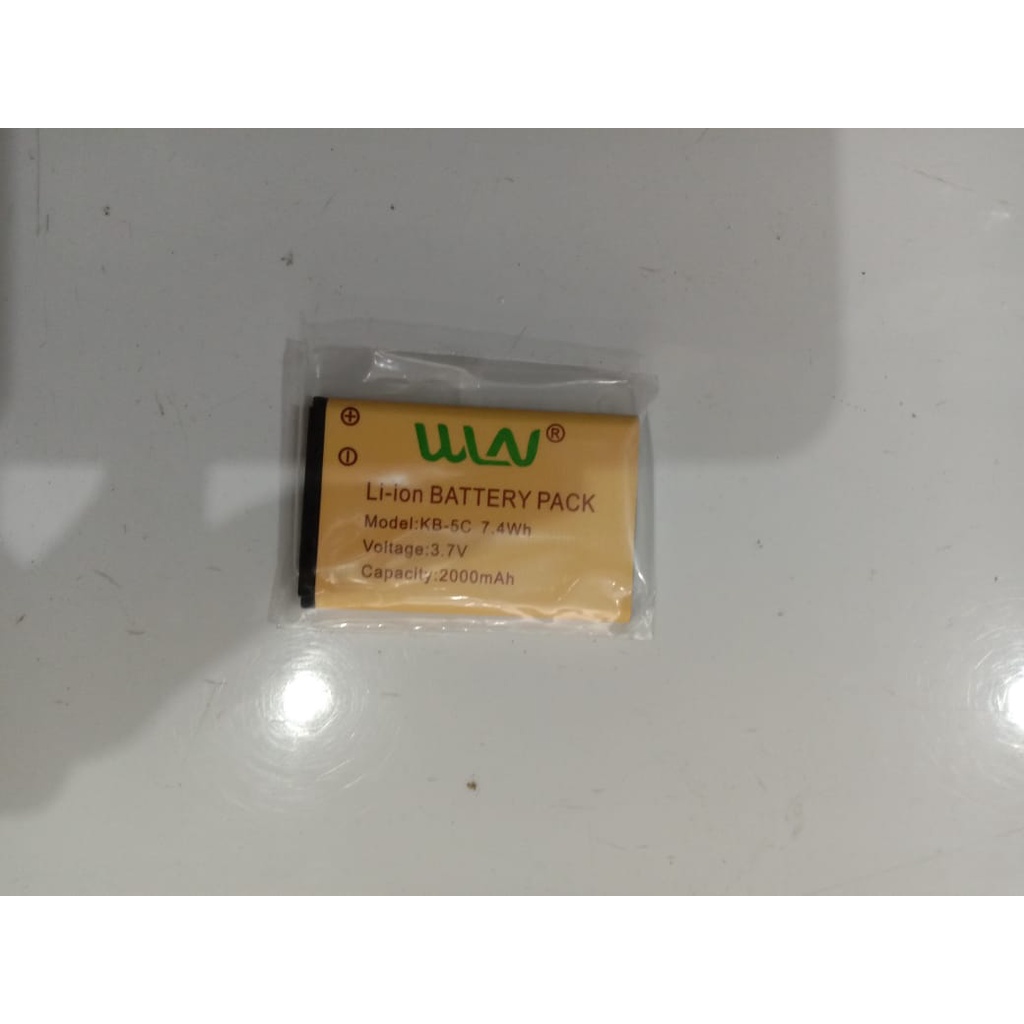 WLN®
Li-ion BATTERY PACK
Model:KB-5C 7.4Wh
Voltage:3.7V
Capacity:2000mAh